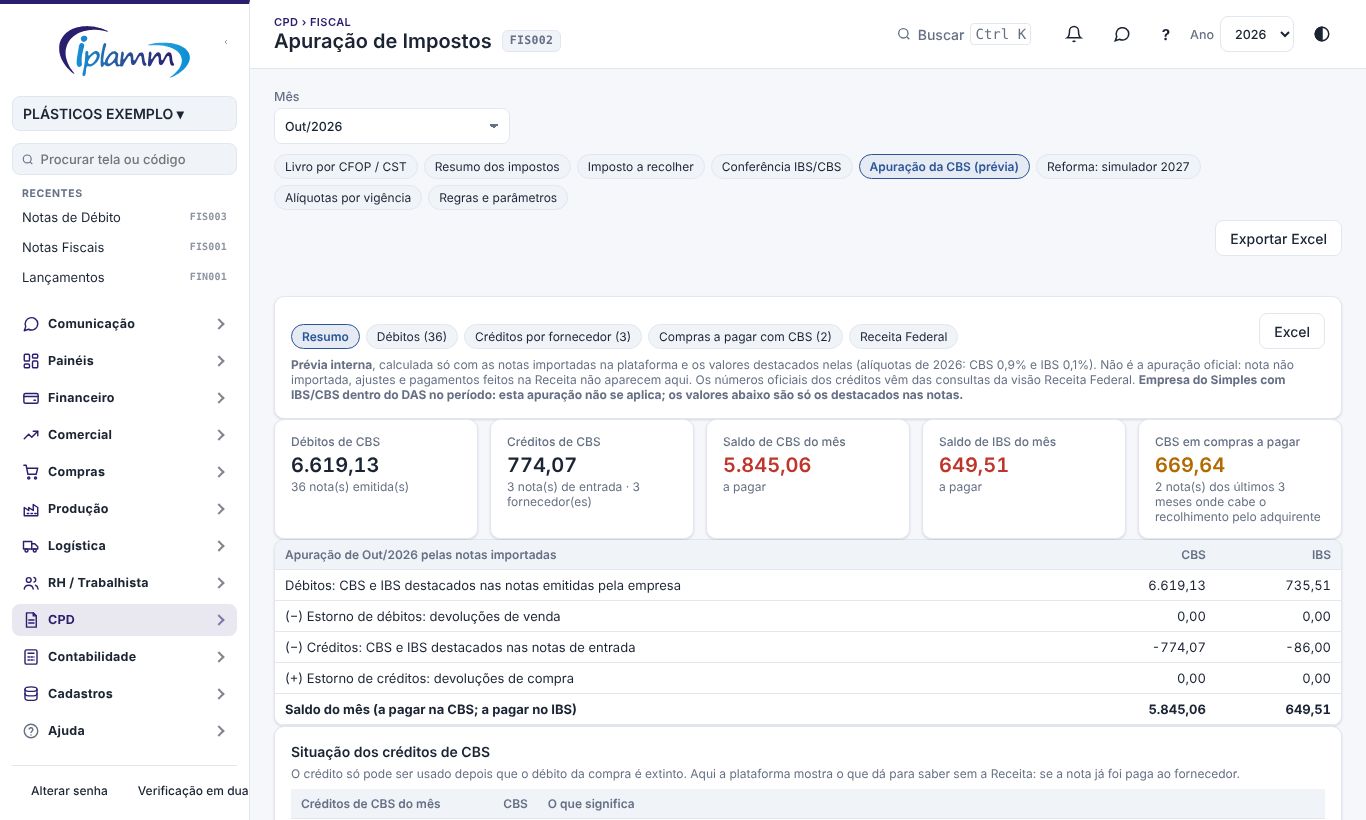 CPD › FISCAL
Apuração de Impostos FIS002
Buscar Ctrl K
? Ano 2026
iplamm
PLÁSTICOS EXEMPLO ▾
Procurar tela ou código
RECENTES
Notas de Débito FIS003
Notas Fiscais FIS001
Lançamentos FIN001
Comunicação
Painéis
Financeiro
Comercial
Compras
Produção
Logística
RH / Trabalhista
CPD
Contabilidade
Cadastros
Ajuda
Alterar senha Verificação em dua
Mês
Out/2026
Livro por CFOP / CST Resumo dos impostos Imposto a recolher Conferência IBS/CBS Apuração da CBS (prévia) Reforma: simulador 2027
Alíquotas por vigência Regras e parâmetros
Exportar Excel
Resumo Débitos (36) Créditos por fornecedor (3) Compras a pagar com CBS (2) Receita Federal
Excel
Prévia interna, calculada só com as notas importadas na plataforma e os valores destacados nelas (alíquotas de 2026: CBS 0,9% e IBS 0,1%). Não é a apuração oficial: nota não
importada, ajustes e pagamentos feitos na Receita não aparecem aqui. Os números oficiais dos créditos vêm das consultas da visão Receita Federal. Empresa do Simples com
IBS/CBS dentro do DAS no período: esta apuração não se aplica; os valores abaixo são só os destacados nas notas.
Débitos de CBS
6.619,13
36 nota(s) emitida(s)
Créditos de CBS
774,07
3 nota(s) de entrada · 3
fornecedor(es)
Saldo de CBS do mês
5.845,06
a pagar
Saldo de IBS do mês
649,51
a pagar
CBS em compras a pagar
669,64
2 nota(s) dos últimos 3
meses onde cabe o
recolhimento pelo adquirente
Apuração de Out/2026 pelas notas importadas CBS IBS
Débitos: CBS e IBS destacados nas notas emitidas pela empresa 6.619,13 735,51
(−) Estorno de débitos: devoluções de venda 0,00 0,00
(−) Créditos: CBS e IBS destacados nas notas de entrada -774,07 -86,00
(+) Estorno de créditos: devoluções de compra 0,00 0,00
Saldo do mês (a pagar na CBS; a pagar no IBS) 5.845,06 649,51
Situação dos créditos de CBS
O crédito só pode ser usado depois que o débito da compra é extinto. Aqui a plataforma mostra o que dá para saber sem a Receita: se a nota já foi paga ao fornecedor.
Créditos de CBS do mês CBS O que significa